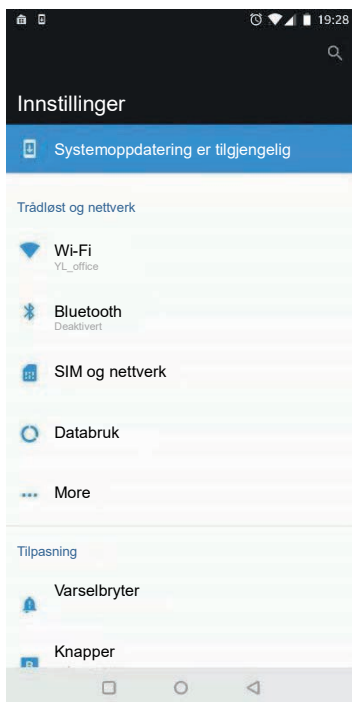 19:28
Innstillinger
Systemoppdatering er tilgjengelig
Trådløst og nettverk
Wi-Fi
YL_office
Bluetooth
Deaktivert
SIM og nettverk
Databruk
More
Tilpasning
Varselbryter
Knapper